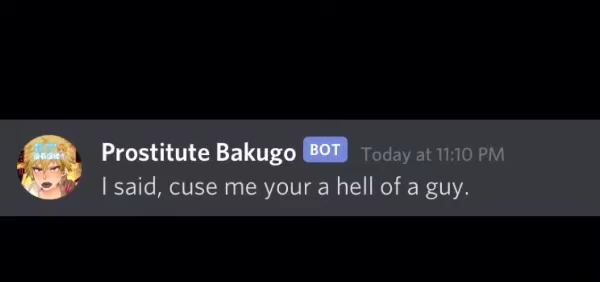 Prostitute Bakugo BOT Today at 11:10 PM
I said, cuse me your a hell of a guy.